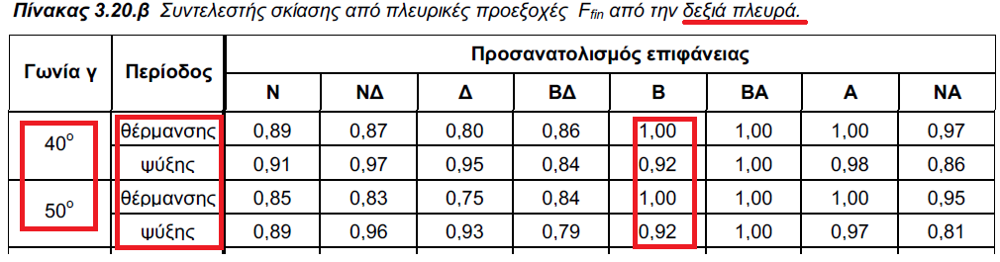 Πίνακας 3.20.β Συντελεστής σκίασης από πλευρικές προεξοχές Ffin από την δεξιά πλευρά.
Γωνία γ Περίοδος Προσανατολισμός επιφάνειας
Ν ΝΔ Δ ΒΔ Β ΒΑ Α ΝΑ
40° θέρμανσης 0,89 0,87 0,80 0,86 1,00 1,00 1,00 0,97
ψύξης 0,91 0,97 0,95 0,84 0,92 1,00 0,98 0,86
50° θέρμανσης 0,85 0,83 0,75 0,84 1,00 1,00 1,00 0,95
ψύξης 0,89 0,96 0,93 0,79 0,92 1,00 0,97 0,81